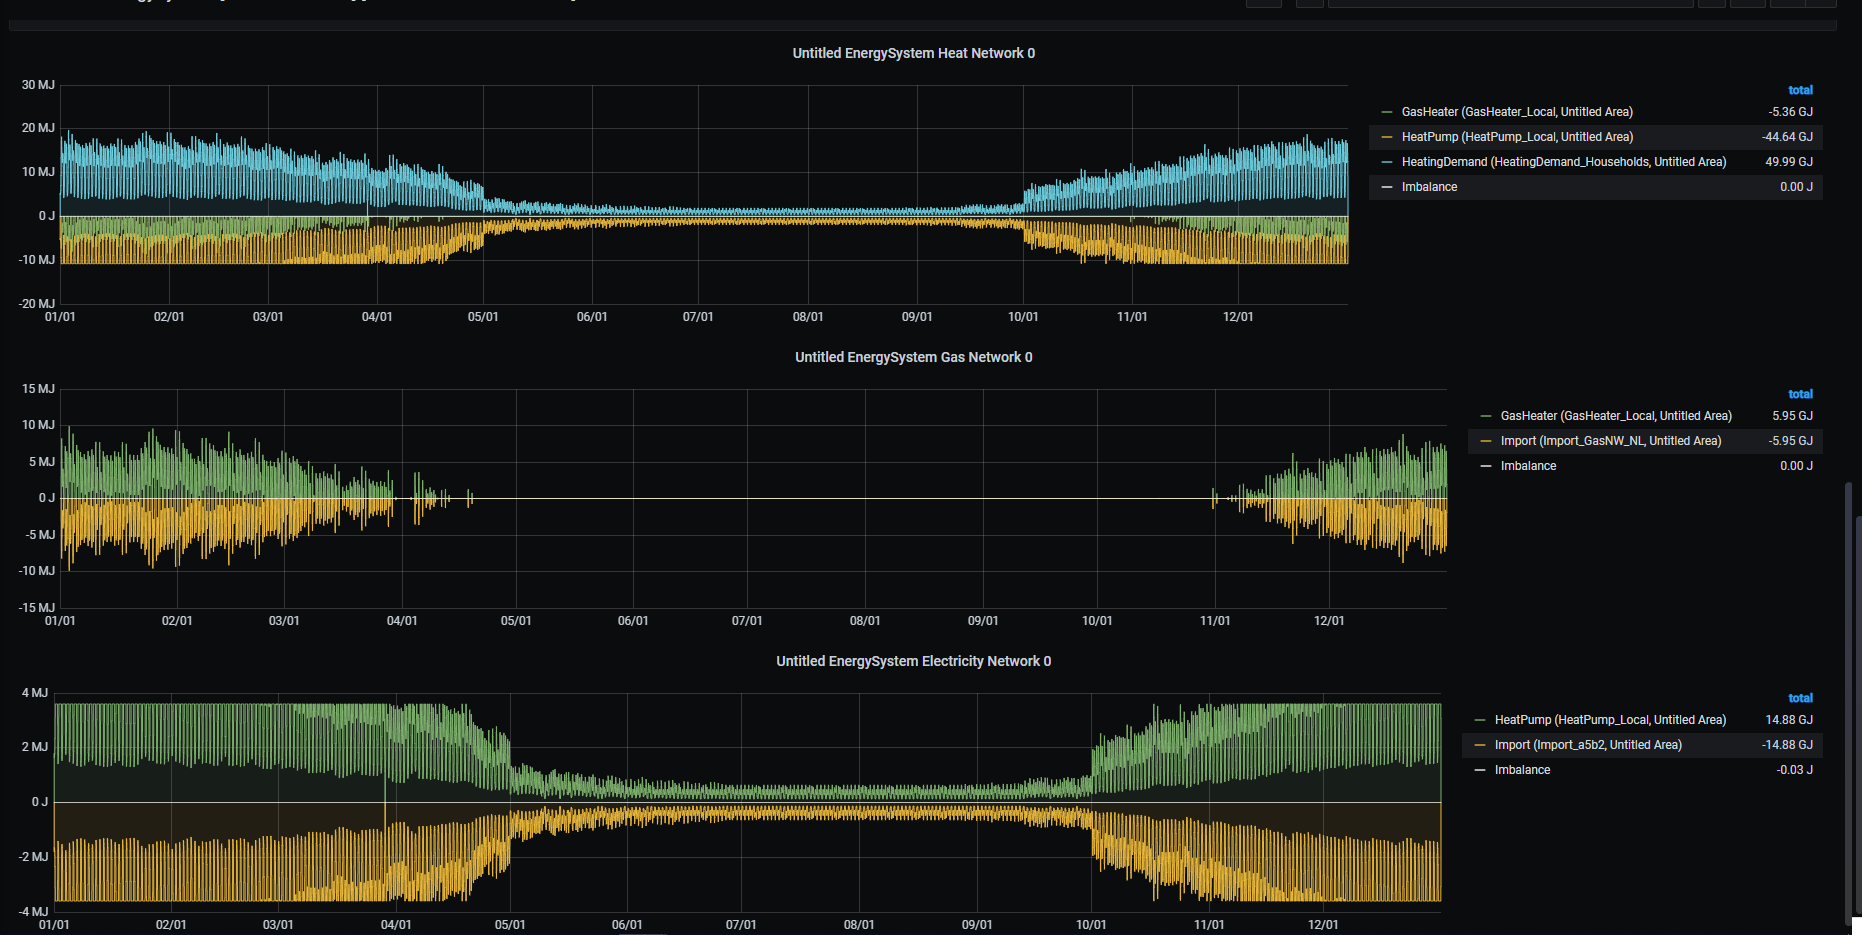 Untitled EnergySystem Heat Network 0
30 MJ
20 MJ
10 MJ
0 J
-10 MJ
-20 MJ
01/01 02/01 03/01 04/01 05/01 06/01 07/01 08/01 09/01 10/01 11/01 12/01
total
GasHeater (GasHeater_Local, Untitled Area) -5.36 GJ
HeatPump (HeatPump_Local, Untitled Area) -44.64 GJ
HeatingDemand (HeatingDemand_Households, Untitled Area) 49.99 GJ
Imbalance 0.00 J
Untitled EnergySystem Gas Network 0
15 MJ
10 MJ
5 MJ
0 J
-5 MJ
-10 MJ
-15 MJ
01/01 02/01 03/01 04/01 05/01 06/01 07/01 08/01 09/01 10/01 11/01 12/01
total
GasHeater (GasHeater_Local, Untitled Area) 5.95 GJ
Import (Import_GasNW_NL, Untitled Area) -5.95 GJ
Imbalance 0.00 J
Untitled EnergySystem Electricity Network 0
4 MJ
2 MJ
0 J
-2 MJ
-4 MJ
01/01 02/01 03/01 04/01 05/01 06/01 07/01 08/01 09/01 10/01 11/01 12/01
total
HeatPump (HeatPump_Local, Untitled Area) 14.88 GJ
Import (Import_a5b2, Untitled Area) -14.88 GJ
Imbalance -0.03 J